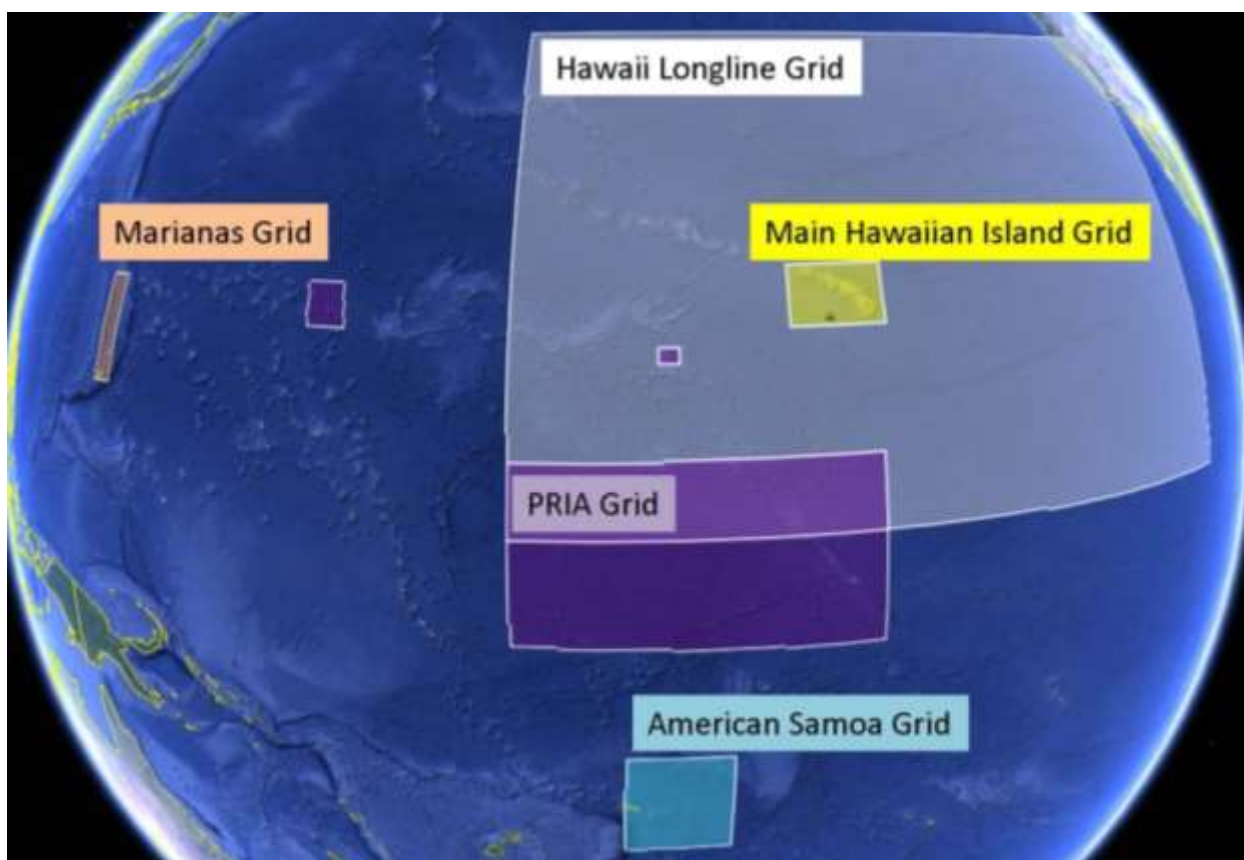 Hawaii Longline Grid
Marianas Grid
Main Hawaiian Island Grid
PRIA Grid
American Samoa Grid